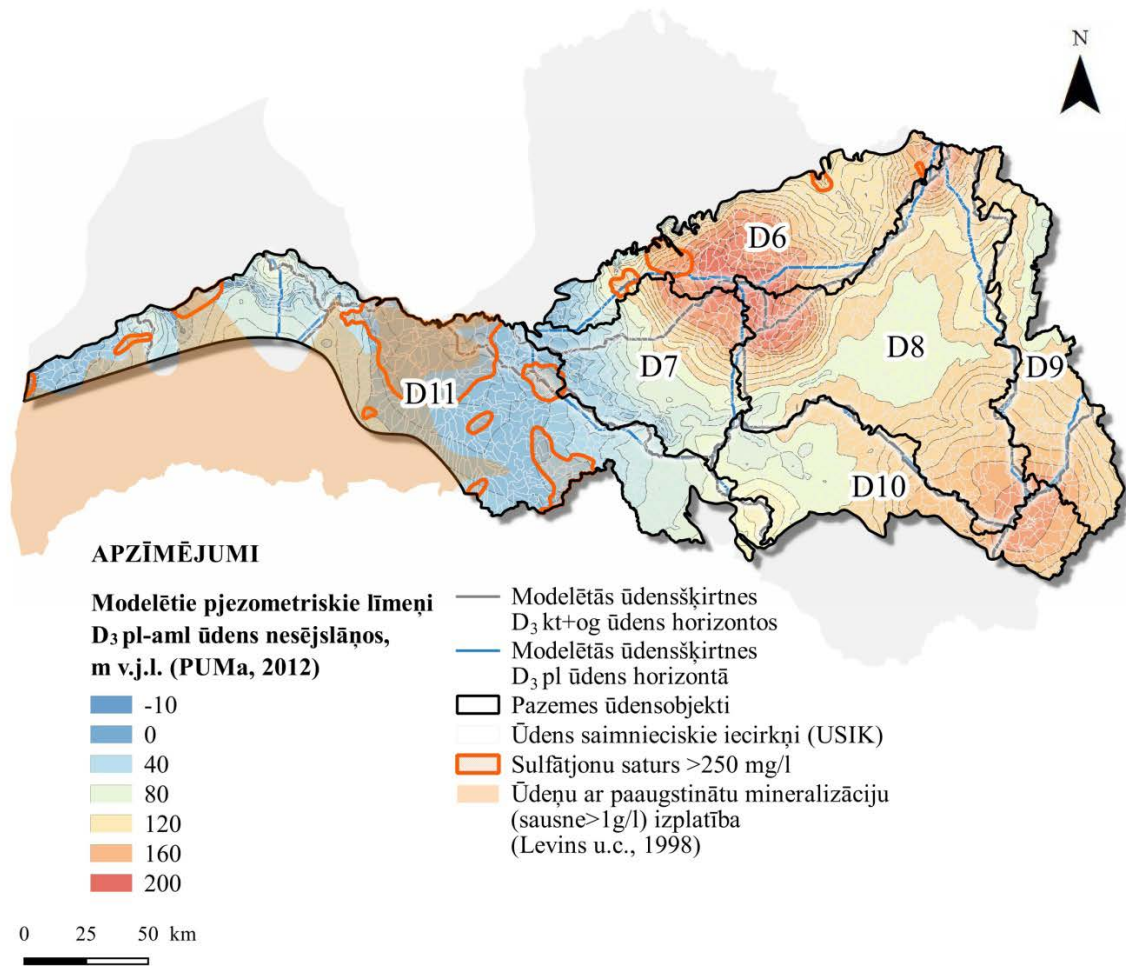 N
D6
D7
D8
D9
D11
D10
APZĪMĒJUMI
Modelētie pjezometriskie līmeņi
D₃ pl-aml ūdens nesējslāņos,
m v.j.l. (PUMa, 2012)
-10
0
40
80
120
160
200
Modelētās ūdensšķirtnes
D₃ kt+og ūdens horizontos
Modelētās ūdensšķirtnes
D₃ pl ūdens horizontā
Pazemes ūdensobjekti
Ūdens saimnieciskie iecirkņi (USIK)
Sulfātjonu saturs >250 mg/l
Ūdeņu ar paaugstinātu mineralizāciju
(sausne>1g/l) izplatība
(Levins u.c., 1998)
0 25 50 km